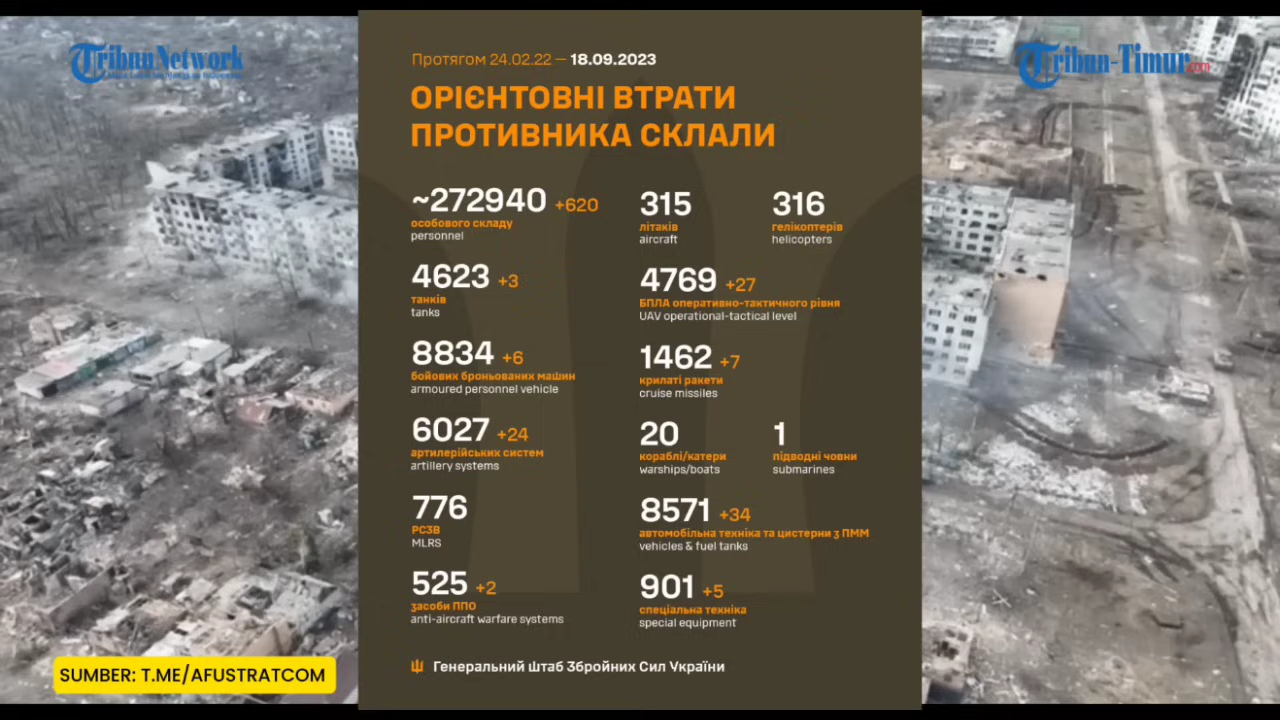 Tribun Network
Tribun-Timur.com
Протягом 24.02.22 – 18.09.2023
ОРІЄНТОВНІ ВТРАТИ
ПРОТИВНИКА СКЛАЛИ
~272940 +620
особового складу
personnel
315
літаків
aircraft
316
гелікоптерів
helicopters
4623 +3
танків
tanks
4769 +27
БПЛА оперативно-тактичного рівня
UAV operational-tactical level
8834 +6
бойових броньованих машин
armoured personnel vehicle
1462 +7
крилаті ракети
cruise missiles
6027 +24
артилерійських систем
artillery systems
20
кораблі/катери
warships/boats
1
підводні човни
submarines
776
РСЗВ
MLRS
8571 +34
автомобільна техніка та цистерни з ПММ
vehicles & fuel tanks
525 +2
засоби ППО
anti-aircraft warfare systems
901 +5
спеціальна техніка
special equipment
Генеральний штаб Збройних Сил України
SUMBER: T.ME/AFUSTRATCOM